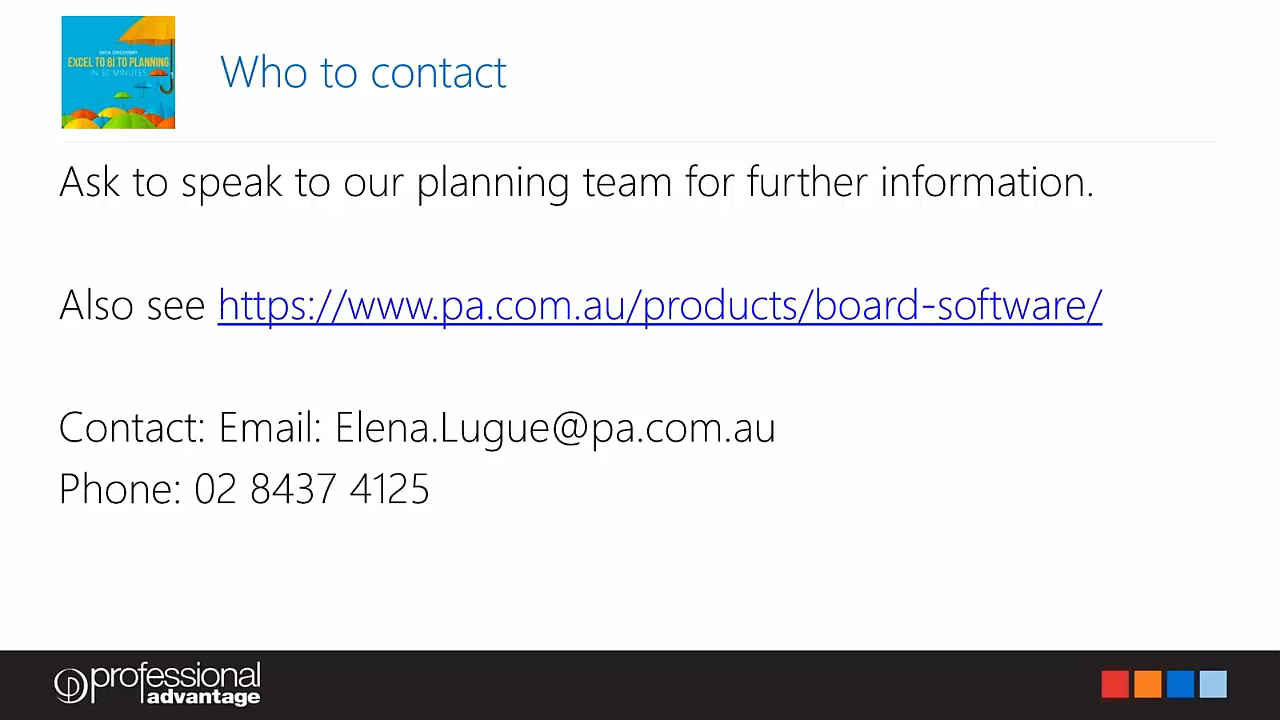 DATA DISCOVERY
EXCEL TO BI TO PLANNING
IN 30 MINUTES
Who to contact
Ask to speak to our planning team for further information.
Also see https://www.pa.com.au/products/board-software/
Contact: Email: Elena.Lugue@pa.com.au
Phone: 02 8437 4125
professional
advantage